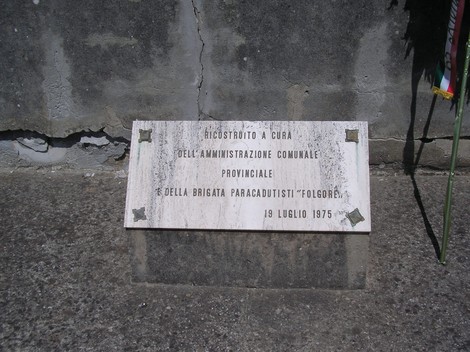 RICOSTRUITO A CURA
DELL'AMMINISTRAZIONE COMUNALE
PROVINCIALE
E DELLA BRIGATA PARACADUTISTI "FOLGORE"
19 LUGLIO 1975